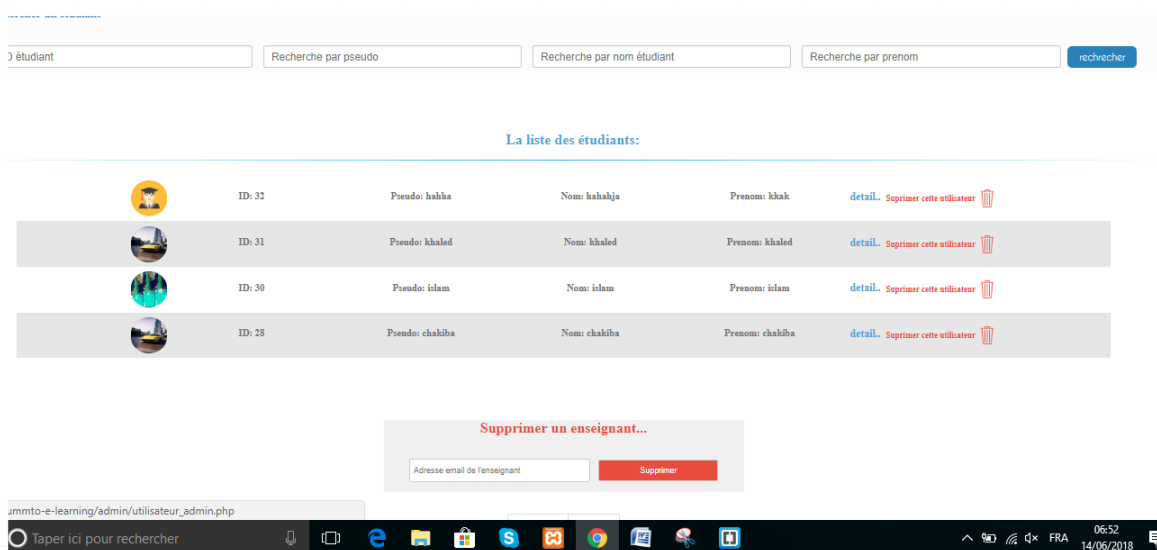 étudiant
Recherche par pseudo
Recherche par nom étudiant
Recherche par prenom
rechrecher
La liste des étudiants:
ID: 32 Pseudo: hahha Nom: hahahja Prenom: kkak detail.. Suprimer cette utilisateur
ID: 31 Pseudo: khaled Nom: khaled Prenom: khaled detail.. Suprimer cette utilisateur
ID: 30 Pseudo: islam Nom: islam Prenom: islam detail.. Suprimer cette utilisateur
ID: 28 Pseudo: chakiba Nom: chakiba Prenom: chakiba detail.. Suprimer cette utilisateur
Supprimer un enseignant...
Adresse email de l'enseignant
Supprimer
ummto-e-learning/admin/utilisateur_admin.php
Taper ici pour rechercher
FRA
06:52
14/06/2018